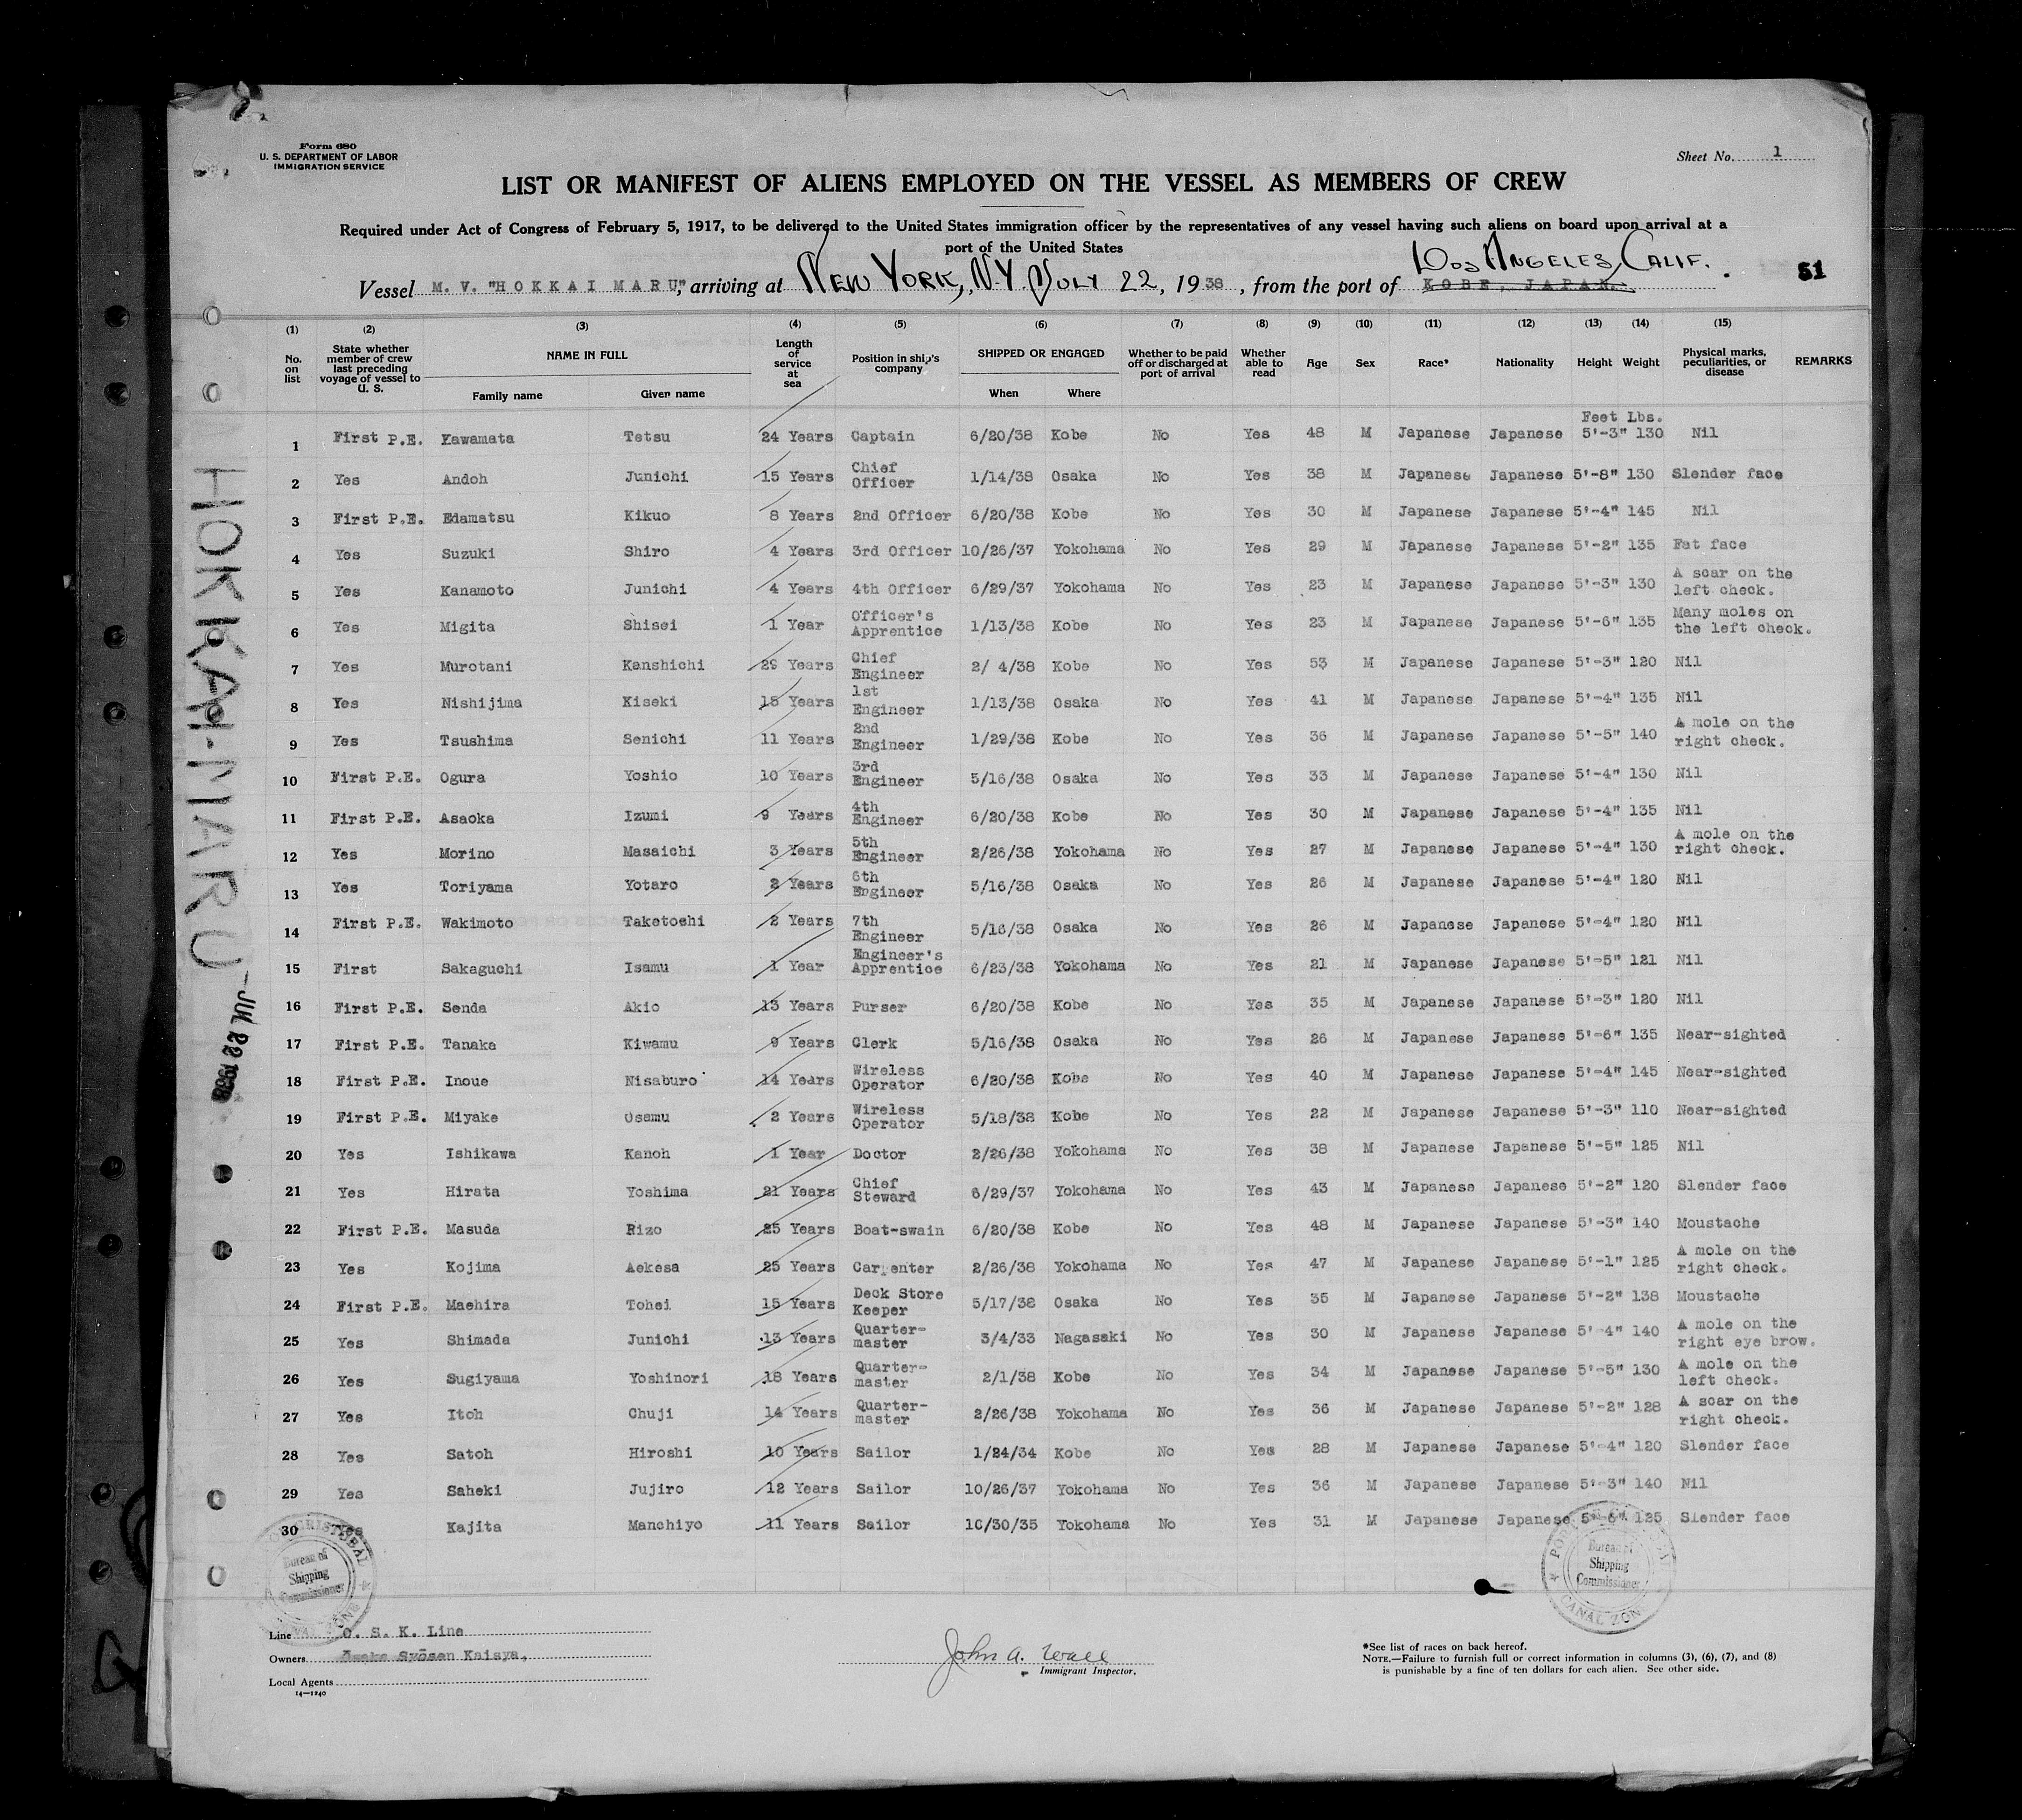 Form 680
U. S. DEPARTMENT OF LABOR
IMMIGRATION SERVICE
Sheet No. 1
LIST OR MANIFEST OF ALIENS EMPLOYED ON THE VESSEL AS MEMBERS OF CREW
Required under Act of Congress of February 5, 1917, to be delivered to the United States immigration officer by the representatives of any vessel having such aliens on board upon arrival at a
port of the United States
Vessel M. V. "HOKKAI MARU", arriving at NEW YORK, N.Y. JULY 22, 1938, from the port of KOBE, JAPAN. LOS ANGELES, CALIF.
51
(1) (2) (3) (4) (5) (6) (7) (8) (9) (10) (11) (12) (13) (14) (15)
No. on list State whether member of crew last preceding voyage of vessel to U. S. NAME IN FULL Family name Given name Length of service at sea Position in ship's company SHIPPED OR ENGAGED When Where Whether to be paid off or discharged at port of arrival Whether able to read Age Sex Race* Nationality Height Weight Physical marks, peculiarities, or disease REMARKS
Feet Lbs.
1 First P.E. Kawamata Tetsu 24 Years Captain 6/20/38 Kobe No Yes 48 M Japanese Japanese 5'-3" 130 Nil
2 Yes Andoh Junichi 15 Years Chief Officer 1/14/38 Osaka No Yes 38 M Japanese Japanese 5'-8" 130 Slender face
3 First P.E. Edamatsu Kikuo 8 Years 2nd Officer 6/20/38 Kobe No Yes 30 M Japanese Japanese 5'-4" 145 Nil
4 Yes Suzuki Shiro 4 Years 3rd Officer 10/26/37 Yokohama No Yes 29 M Japanese Japanese 5'-2" 135 Fat face
5 Yes Kanamoto Junichi 4 Years 4th Officer 6/29/37 Yokohama No Yes 23 M Japanese Japanese 5'-3" 130 A scar on the left check.
6 Yes Migita Shisei 1 Year Officer's Apprentice 1/13/38 Kobe No Yes 23 M Japanese Japanese 5'-6" 135 Many moles on the left check.
7 Yes Murotani Kanshichi 29 Years Chief Engineer 2/ 4/38 Kobe No Yes 53 M Japanese Japanese 5'-3" 120 Nil
8 Yes Nishijima Kiseki 15 Years 1st Engineer 1/13/38 Osaka No Yes 41 M Japanese Japanese 5'-4" 135 Nil
9 Yes Tsushima Senichi 11 Years 2nd Engineer 1/29/38 Kobe No Yes 36 M Japanese Japanese 5'-5" 140 A mole on the right check.
10 First P.E. Ogura Yoshio 10 Years 3rd Engineer 5/16/38 Osaka No Yes 33 M Japanese Japanese 5'-4" 130 Nil
11 First P.E. Asaoka Izumi 9 Years 4th Engineer 6/20/38 Kobe No Yes 30 M Japanese Japanese 5'-4" 135 Nil
12 Yes Morino Masaichi 3 Years 5th Engineer 2/26/38 Yokohama No Yes 27 M Japanese Japanese 5'-4" 130 A mole on the right check.
13 Yes Toriyama Yotaro 2 Years 6th Engineer 5/16/38 Osaka No Yes 26 M Japanese Japanese 5'-4" 120 Nil
14 First P.E. Wakimoto Taketoshi 2 Years 7th Engineer 5/16/38 Osaka No Yes 26 M Japanese Japanese 5'-4" 120 Nil
15 First Sakaguchi Isamu 1 Year Engineer's Apprentice 6/23/38 Yokohama No Yes 21 M Japanese Japanese 5'-5" 121 Nil
16 First P.E. Senda Akio 13 Years Purser 6/20/38 Kobe No Yes 35 M Japanese Japanese 5'-3" 120 Nil
17 First P.E. Tanaka Kiwamu 9 Years Clerk 5/16/38 Osaka No Yes 26 M Japanese Japanese 5'-6" 135 Near-sighted
18 First P.E. Inoue Nisaburo 14 Years Wireless Operator 6/20/38 Kobe No Yes 40 M Japanese Japanese 5'-4" 145 Near-sighted
19 First P.E. Miyake Osamu 2 Years Wireless Operator 5/18/38 Kobe No Yes 22 M Japanese Japanese 5'-3" 110 Near-sighted
20 Yes Ishikawa Kanoh 1 Year Doctor 2/26/38 Yokohama No Yes 38 M Japanese Japanese 5'-5" 125 Nil
21 Yes Hirata Yoshima 21 Years Chief Steward 6/29/37 Yokohama No Yes 43 M Japanese Japanese 5'-2" 120 Slender face
22 First P.E. Masuda Rizo 25 Years Boat-swain 6/20/38 Kobe No Yes 48 M Japanese Japanese 5'-3" 140 Moustache
23 Yes Kojima Aekesa 25 Years Carpenter 2/26/38 Yokohama No Yes 47 M Japanese Japanese 5'-1" 125 A mole on the right check.
24 First P.E. Maehira Tohei 15 Years Deck Store Keeper 5/17/38 Osaka No Yes 35 M Japanese Japanese 5'-2" 138 Moustache
25 Yes Shimada Junichi 13 Years Quarter-master 3/4/33 Nagasaki No Yes 30 M Japanese Japanese 5'-4" 140 A mole on the right eye brow.
26 Yes Sugiyama Yoshinori 18 Years Quarter-master 2/1/38 Kobe No Yes 34 M Japanese Japanese 5'-5" 130 A mole on the left check.
27 Yes Itoh Chuji 14 Years Quarter-master 2/26/38 Yokohama No Yes 36 M Japanese Japanese 5'-2" 128 A scar on the right check.
28 Yes Satoh Hiroshi 10 Years Sailor 1/24/34 Kobe No Yes 28 M Japanese Japanese 5'-4" 120 Slender face
29 Yes Saheki Jujiro 12 Years Sailor 10/26/37 Yokohama No Yes 36 M Japanese Japanese 5'-3" 140 Nil
30 Yes Kajita Manchiyo 11 Years Sailor 10/30/35 Yokohama No Yes 31 M Japanese Japanese 5'-6" 125 Slender face
HOKKAI-MARU - JUL 22 1938
CRISTOBAL Bureau of Shipping Commissioner CANAL ZONE
PORT Bureau of Shipping Commissioner CANAL ZONE
Line O. S. K. Line
Owners Osaka Syōsen Kaisya,
Local Agents
14—1240
John A. Wall
Immigrant Inspector.
*See list of races on back hereof.
NOTE.—Failure to furnish full or correct information in columns (3), (6), (7), and (8)
is punishable by a fine of ten dollars for each alien. See other side.